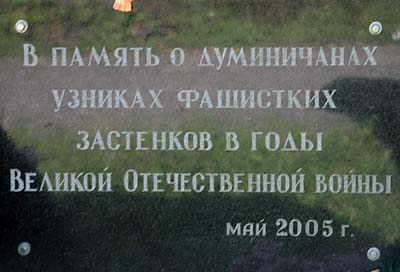 В ПАМЯТЬ О ДУМИНИЧАНАХ
УЗНИКАХ ФАШИСТКИХ
ЗАСТЕНКОВ В ГОДЫ
ВЕЛИКОЙ ОТЕЧЕСТВЕННОЙ ВОЙНЫ
МАЙ 2005 г.